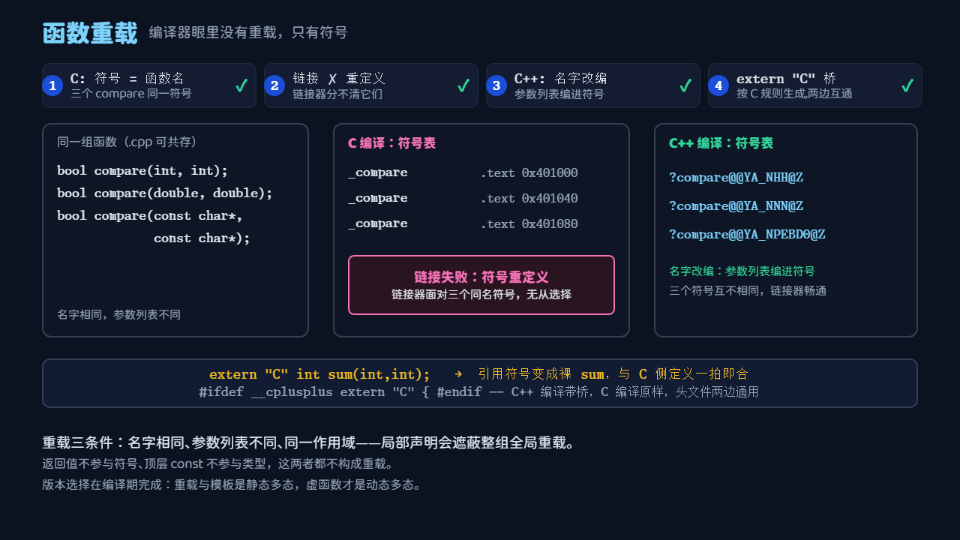 函数重载 编译器眼里没有重载，只有符号
1 C: 符号 = 函数名 ✓
三个 compare 同一符号
2 链接 ✗ 重定义 ✓
链接器分不清它们
3 C++: 名字改编 ✓
参数列表编进符号
4 extern "C" 桥 ✓
按 C 规则生成,两边互通
同一组函数（.cpp 可共存）
bool compare(int, int);
bool compare(double, double);
bool compare(const char*,
const char*);
名字相同，参数列表不同
C 编译：符号表
_compare .text 0x401000
_compare .text 0x401040
_compare .text 0x401080
链接失败：符号重定义
链接器面对三个同名符号，无从选择
C++ 编译：符号表
?compare@@YA_NHH@Z
?compare@@YA_NNN@Z
?compare@@YA_NPEBD0@Z
名字改编：参数列表编进符号
三个符号互不相同，链接器畅通
extern "C" int sum(int,int); → 引用符号变成裸 sum，与 C 侧定义一拍即合
#ifdef __cplusplus extern "C" { #endif —— C++ 编译带桥，C 编译原样，头文件两边通用
重载三条件：名字相同、参数列表不同、同一作用域——局部声明会遮蔽整组全局重载。
返回值不参与符号、顶层 const 不参与类型，这两者都不构成重载。
版本选择在编译期完成：重载与模板是静态多态，虚函数才是动态多态。